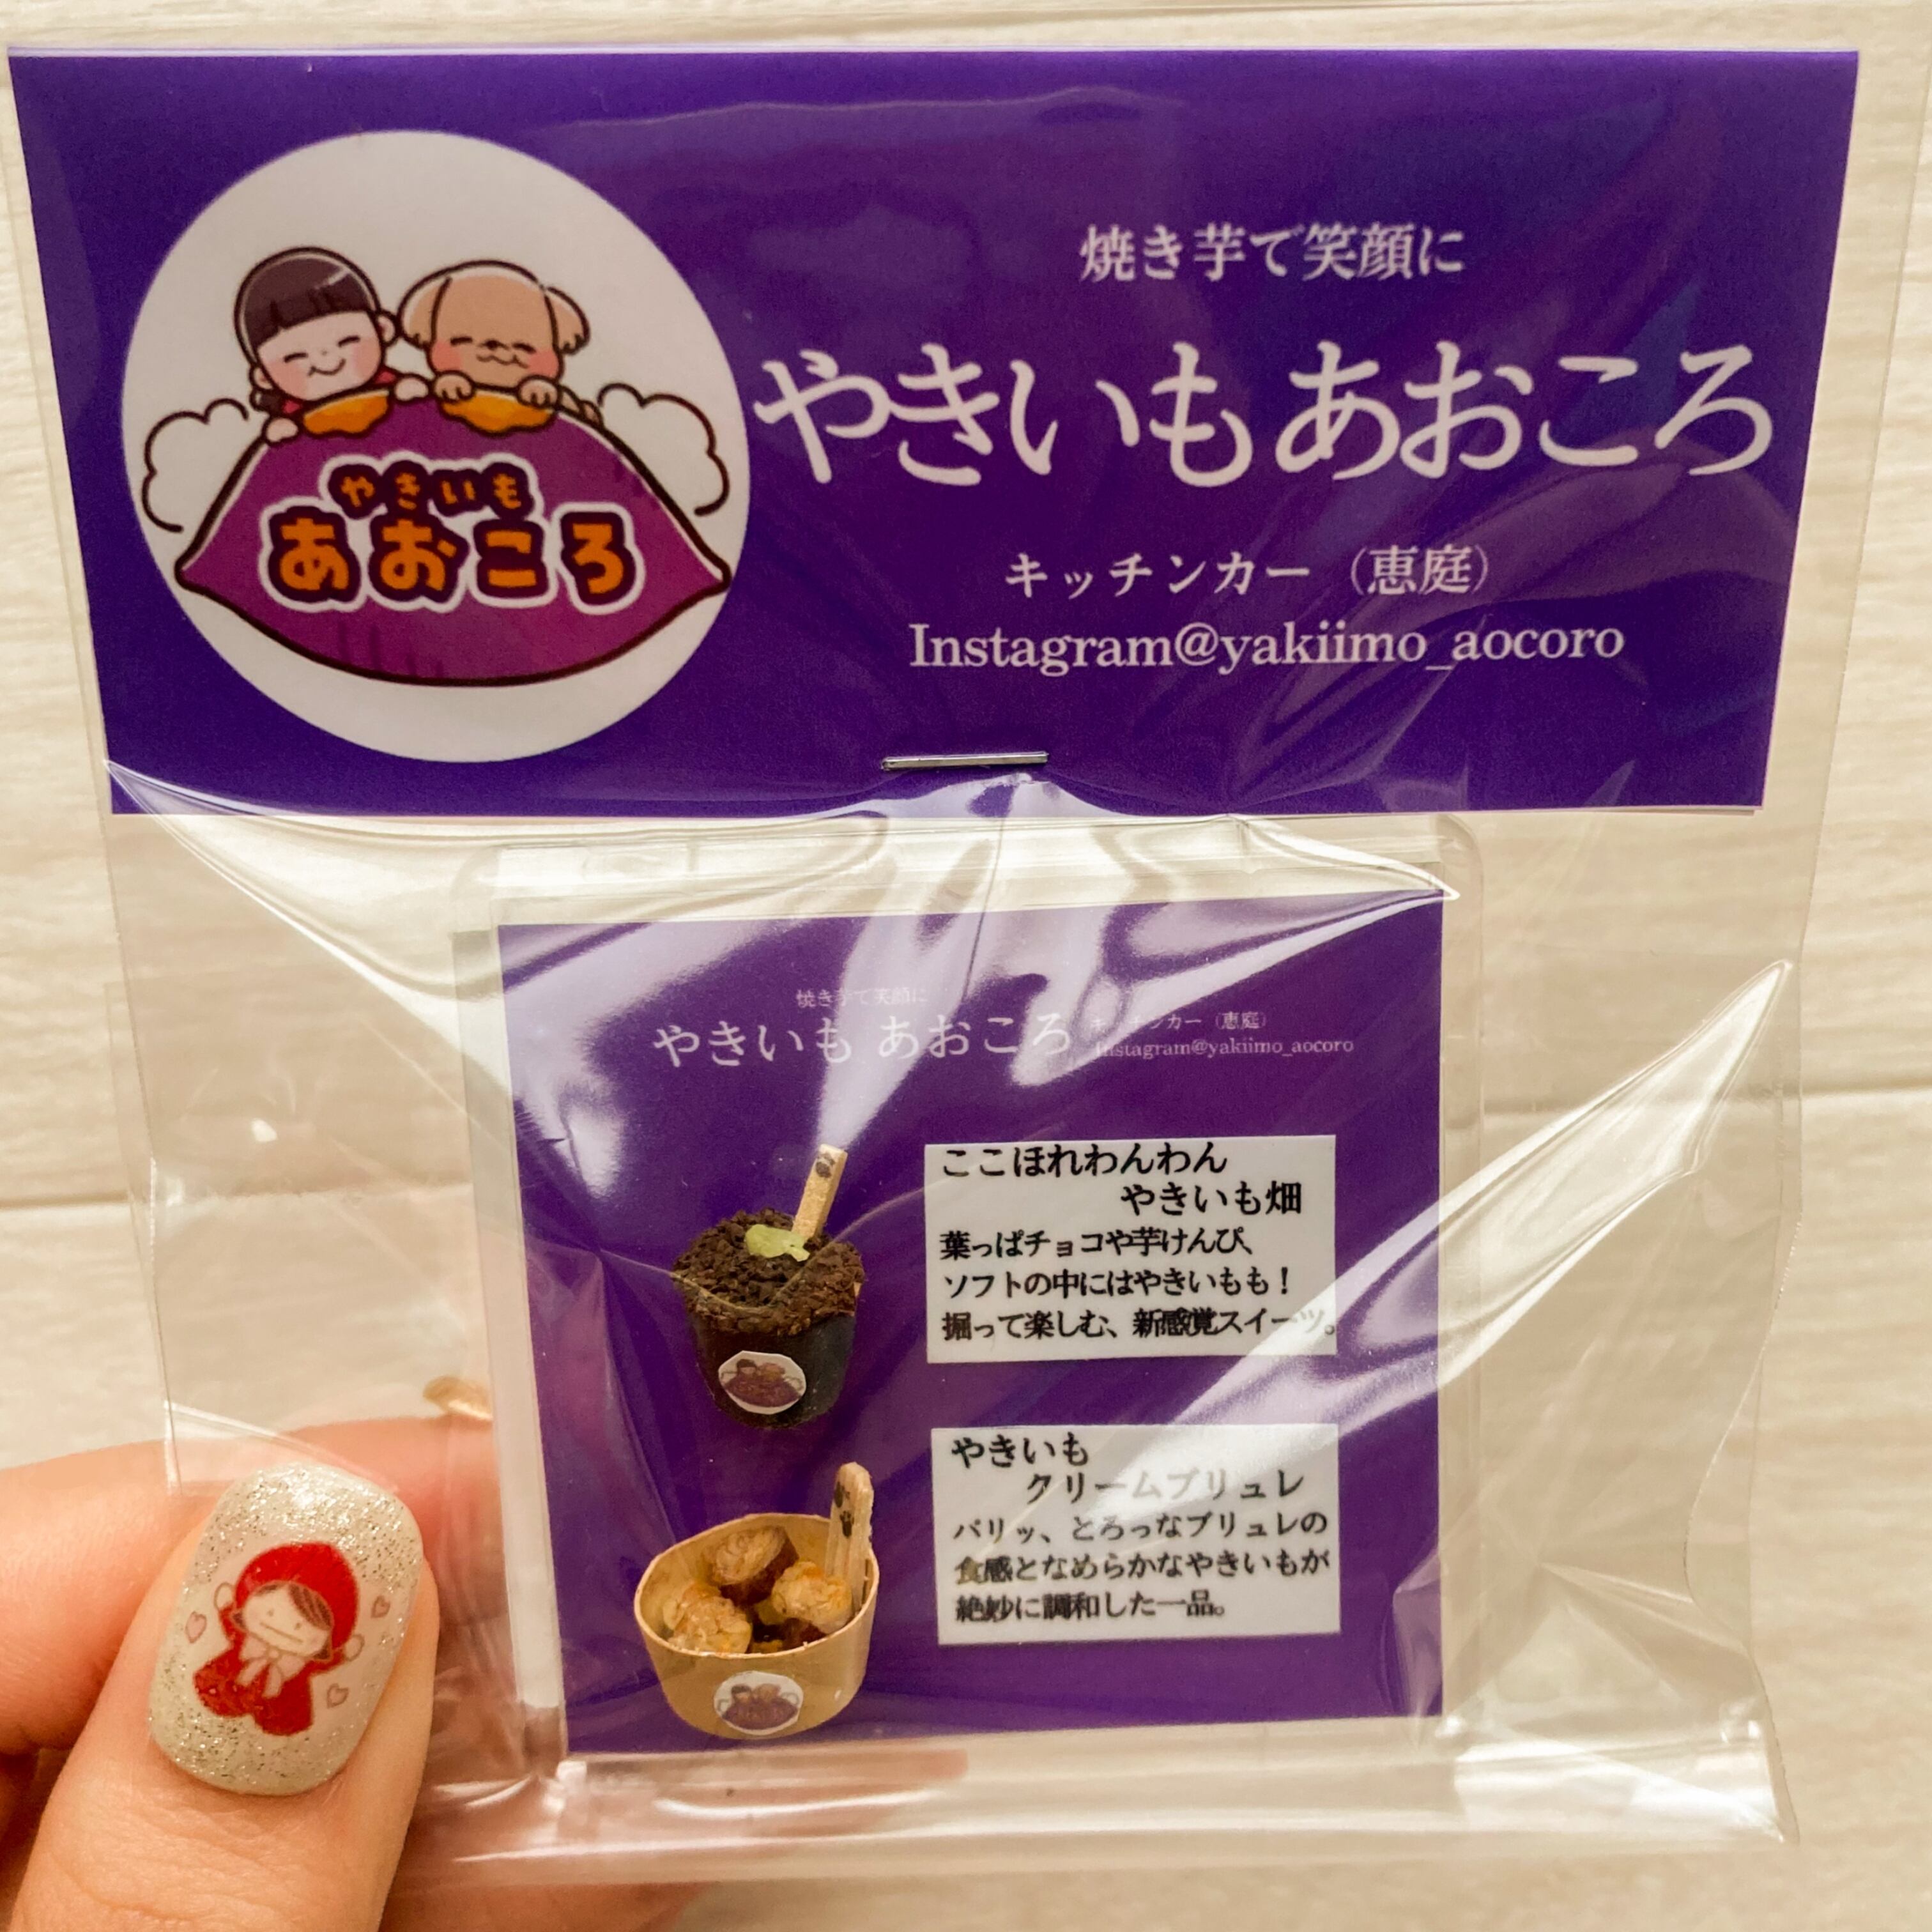 やきいも
あおころ
焼き芋で笑顔に
やきいも あおころ
キッチンカー（恵庭）
Instagram@yakiimo_aocoro
焼き芋で笑顔に
やきいも あおころ
キッチンカー（恵庭）
Instagram@yakiimo_aocoro
ここほれわんわん
やきいも畑
葉っぱチョコや芋けんぴ、
ソフトの中にはやきいもも！
掘って楽しむ、新感覚スイーツ。
やきいも
クリームブリュレ
パリッ、とろっなブリュレの
食感となめらかなやきいもが
絶妙に調和した一品。